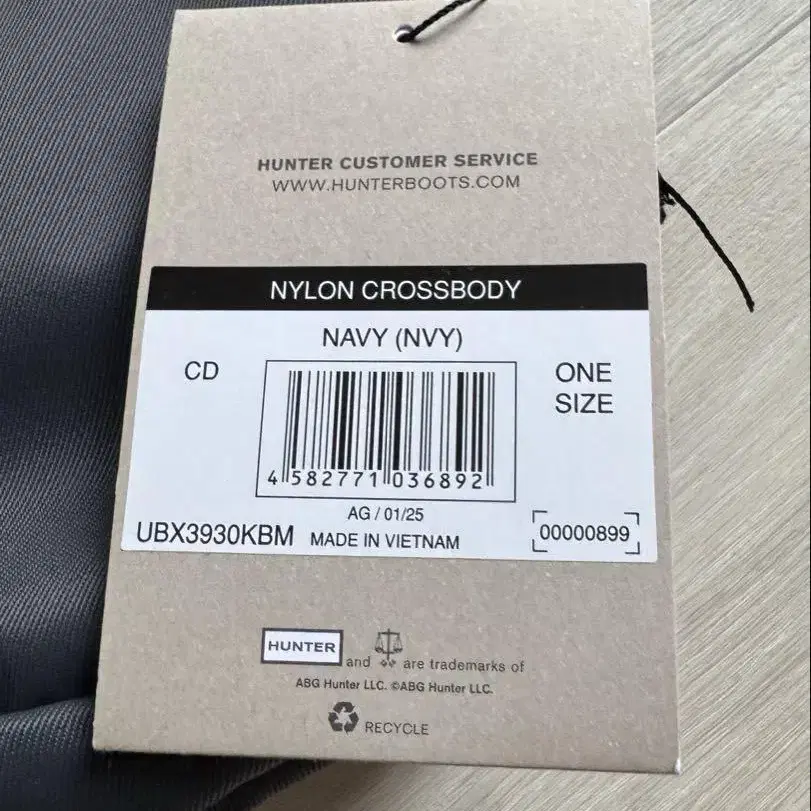 HUNTER CUSTOMER SERVICE
WWW.HUNTERBOOTS.COM
NYLON CROSSBODY
NAVY (NVY)
CD
ONE
SIZE
4 582771 036892
AG / 01/25
UBX3930KBM MADE IN VIETNAM
00000899
HUNTER and are trademarks of
ABG Hunter LLC. ©ABG Hunter LLC.
RECYCLE